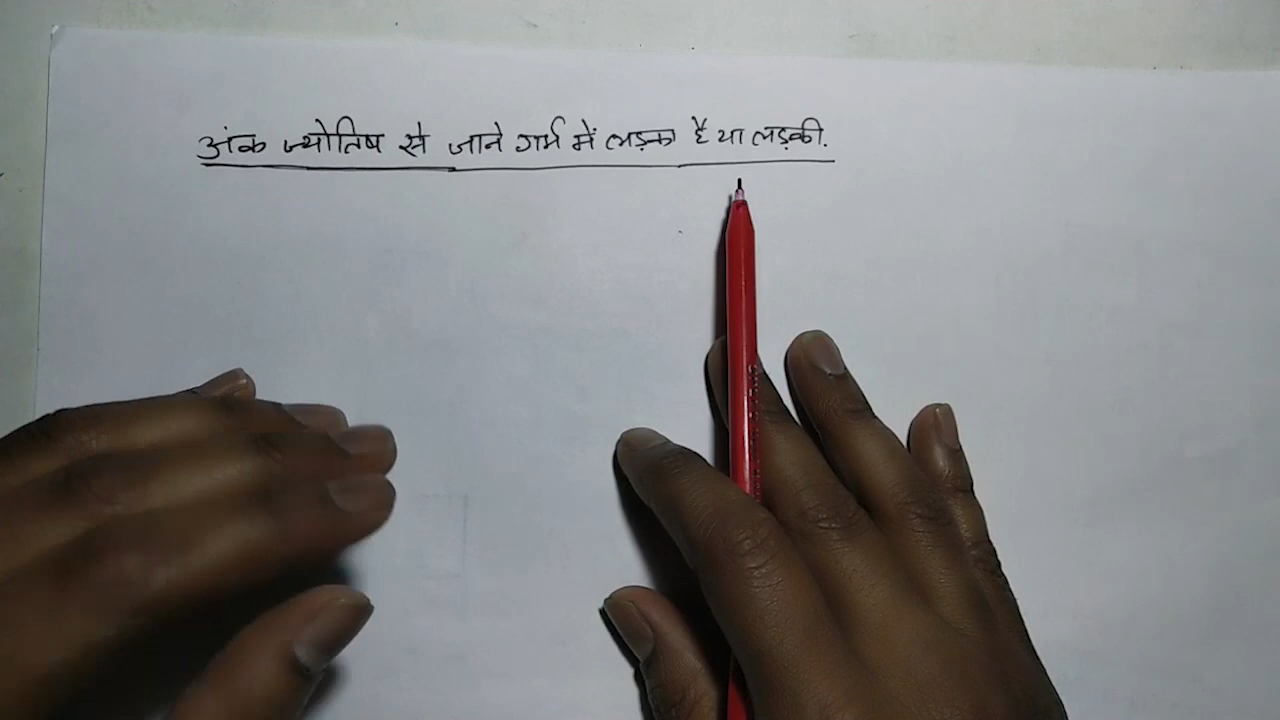 अंक ज्योतिष से जाने गर्भ में लड़का है या लड़की.